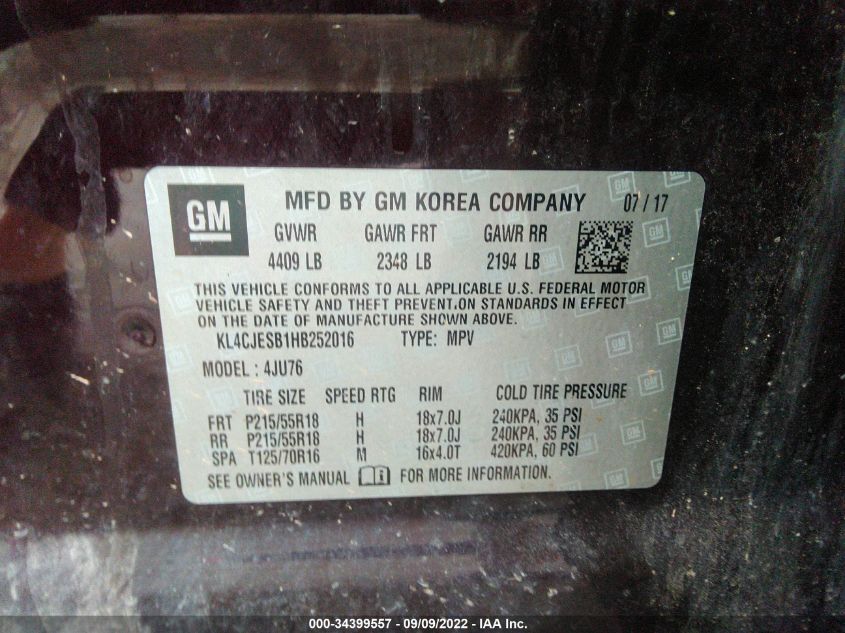 GM MFD BY GM KOREA COMPANY 07/17
GVWR GAWR FRT GAWR RR
4409 LB 2348 LB 2194 LB
THIS VEHICLE CONFORMS TO ALL APPLICABLE U.S. FEDERAL MOTOR
VEHICLE SAFETY AND THEFT PREVENT.ON STANDARDS IN EFFECT
ON THE DATE OF MANUFACTURE SHOWN ABOVE.
KL4CJESB1HB252016 TYPE: MPV
MODEL: 4JU76
TIRE SIZE SPEED RTG RIM COLD TIRE PRESSURE
FRT P215/55R18 H 18x7.0J 240KPA, 35 PSI
RR P215/55R18 H 18x7.0J 240KPA, 35 PSI
SPA T125/70R16 M 16x4.0T 420KPA, 60 PSI
SEE OWNER'S MANUAL FOR MORE INFORMATION.
000-34399557 - 09/09/2022 - IAA Inc.